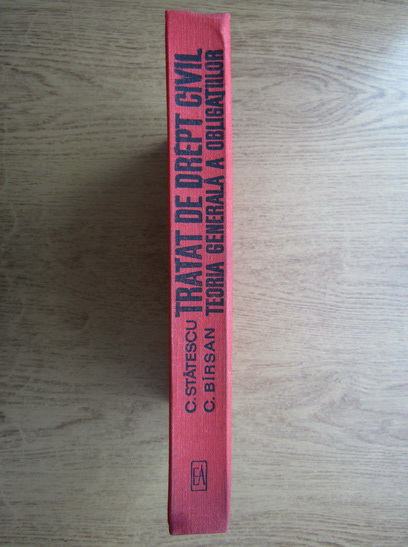 C. STĂTESCU TRATAT DE DREPT CIVIL
C. BÎRSAN TEORIA GENERALĂ A OBLIGAȚIILOR
EA